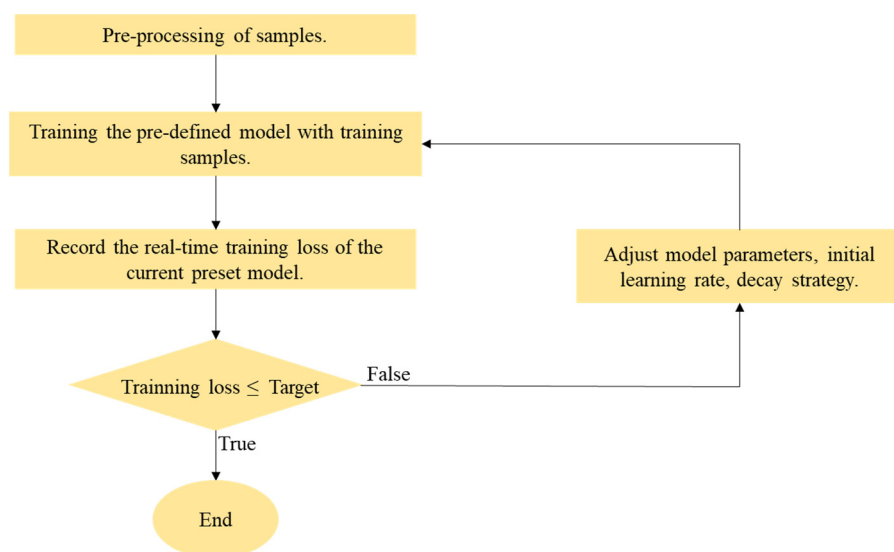 Pre-processing of samples.
Training the pre-defined model with training
samples.
Record the real-time training loss of the
current preset model.
Adjust model parameters, initial
learning rate, decay strategy.
Trainning loss ≤ Target
False
True
End